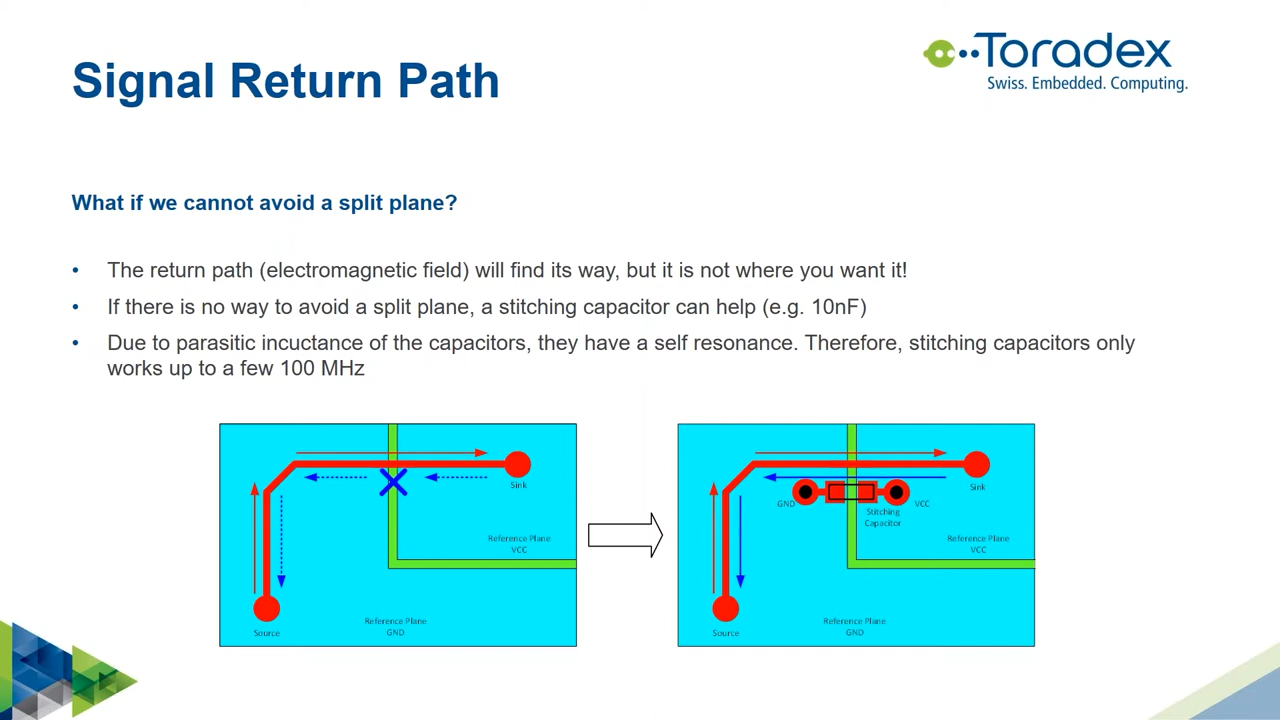 Toradex
Swiss. Embedded. Computing.
Signal Return Path
What if we cannot avoid a split plane?
• The return path (electromagnetic field) will find its way, but it is not where you want it!
• If there is no way to avoid a split plane, a stitching capacitor can help (e.g. 10nF)
• Due to parasitic incuctance of the capacitors, they have a self resonance. Therefore, stitching capacitors only
works up to a few 100 MHz
Sink
Reference Plane
VCC
Reference Plane
GND
Source
Sink
GND
VCC
Stitching
Capacitor
Reference Plane
VCC
Reference Plane
GND
Source